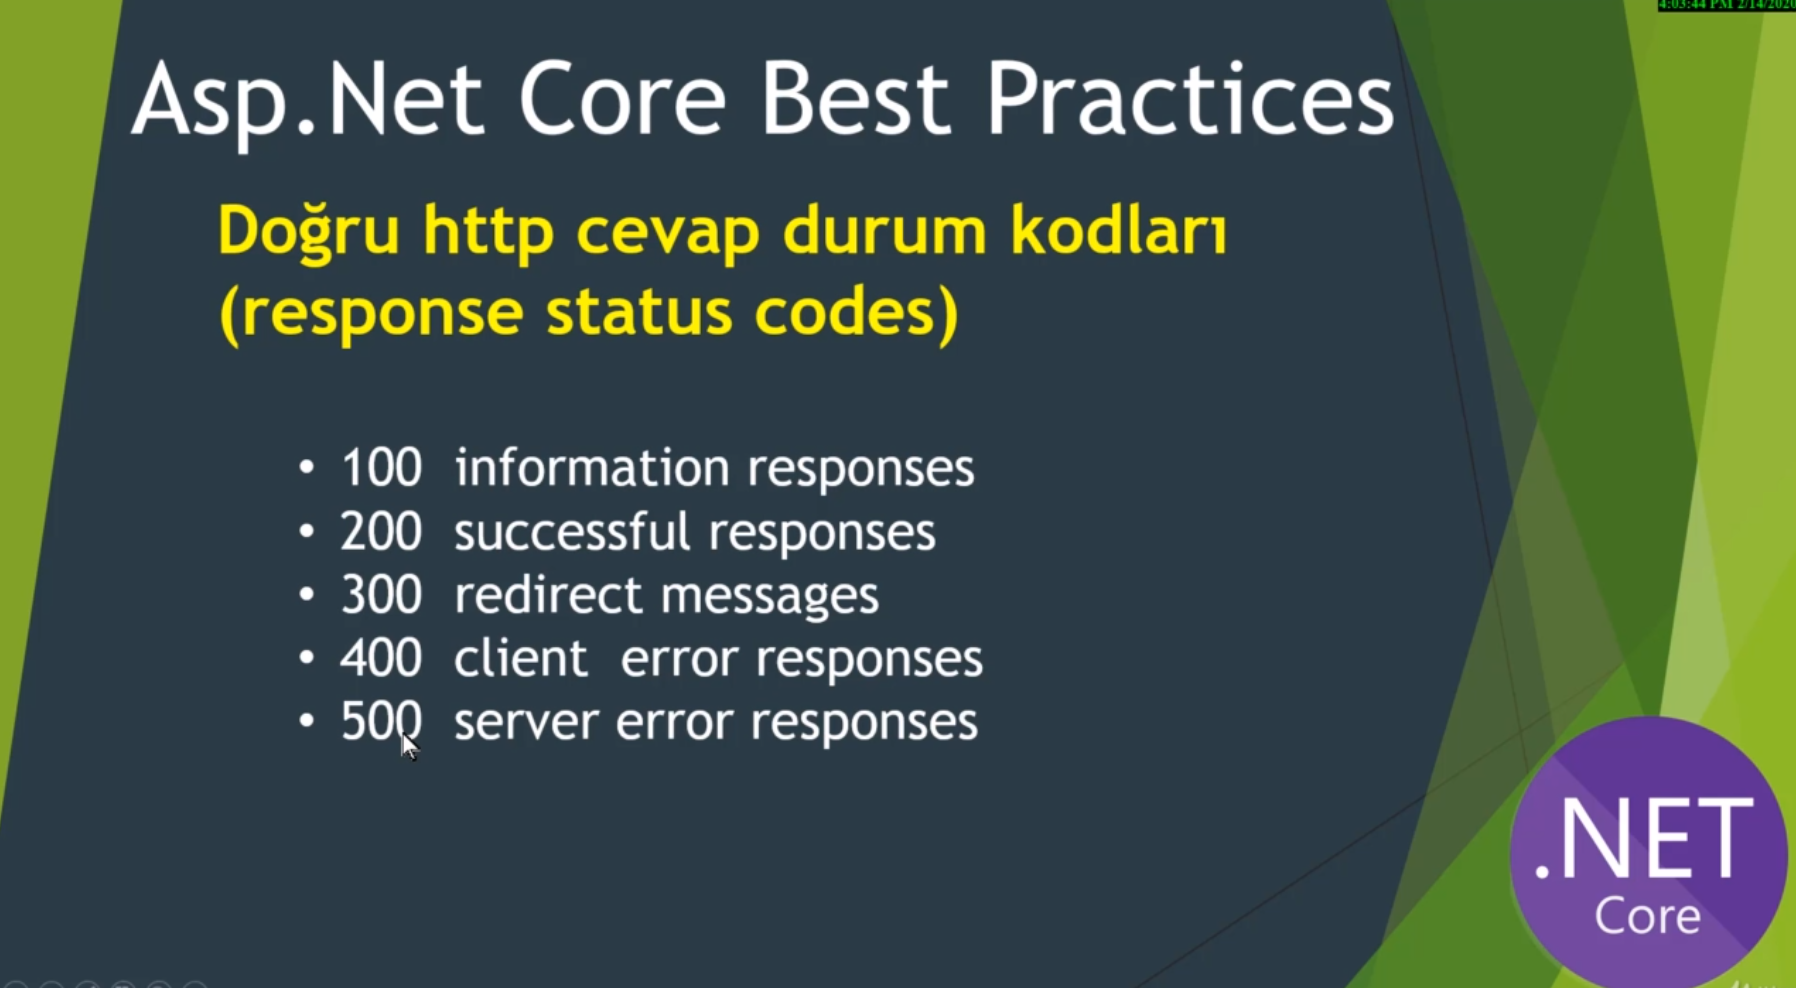 4:03:44 PM 2/14/2020
Asp.Net Core Best Practices
Doğru http cevap durum kodları
(response status codes)
• 100 information responses
• 200 successful responses
• 300 redirect messages
• 400 client error responses
• 500 server error responses
.NET
Core